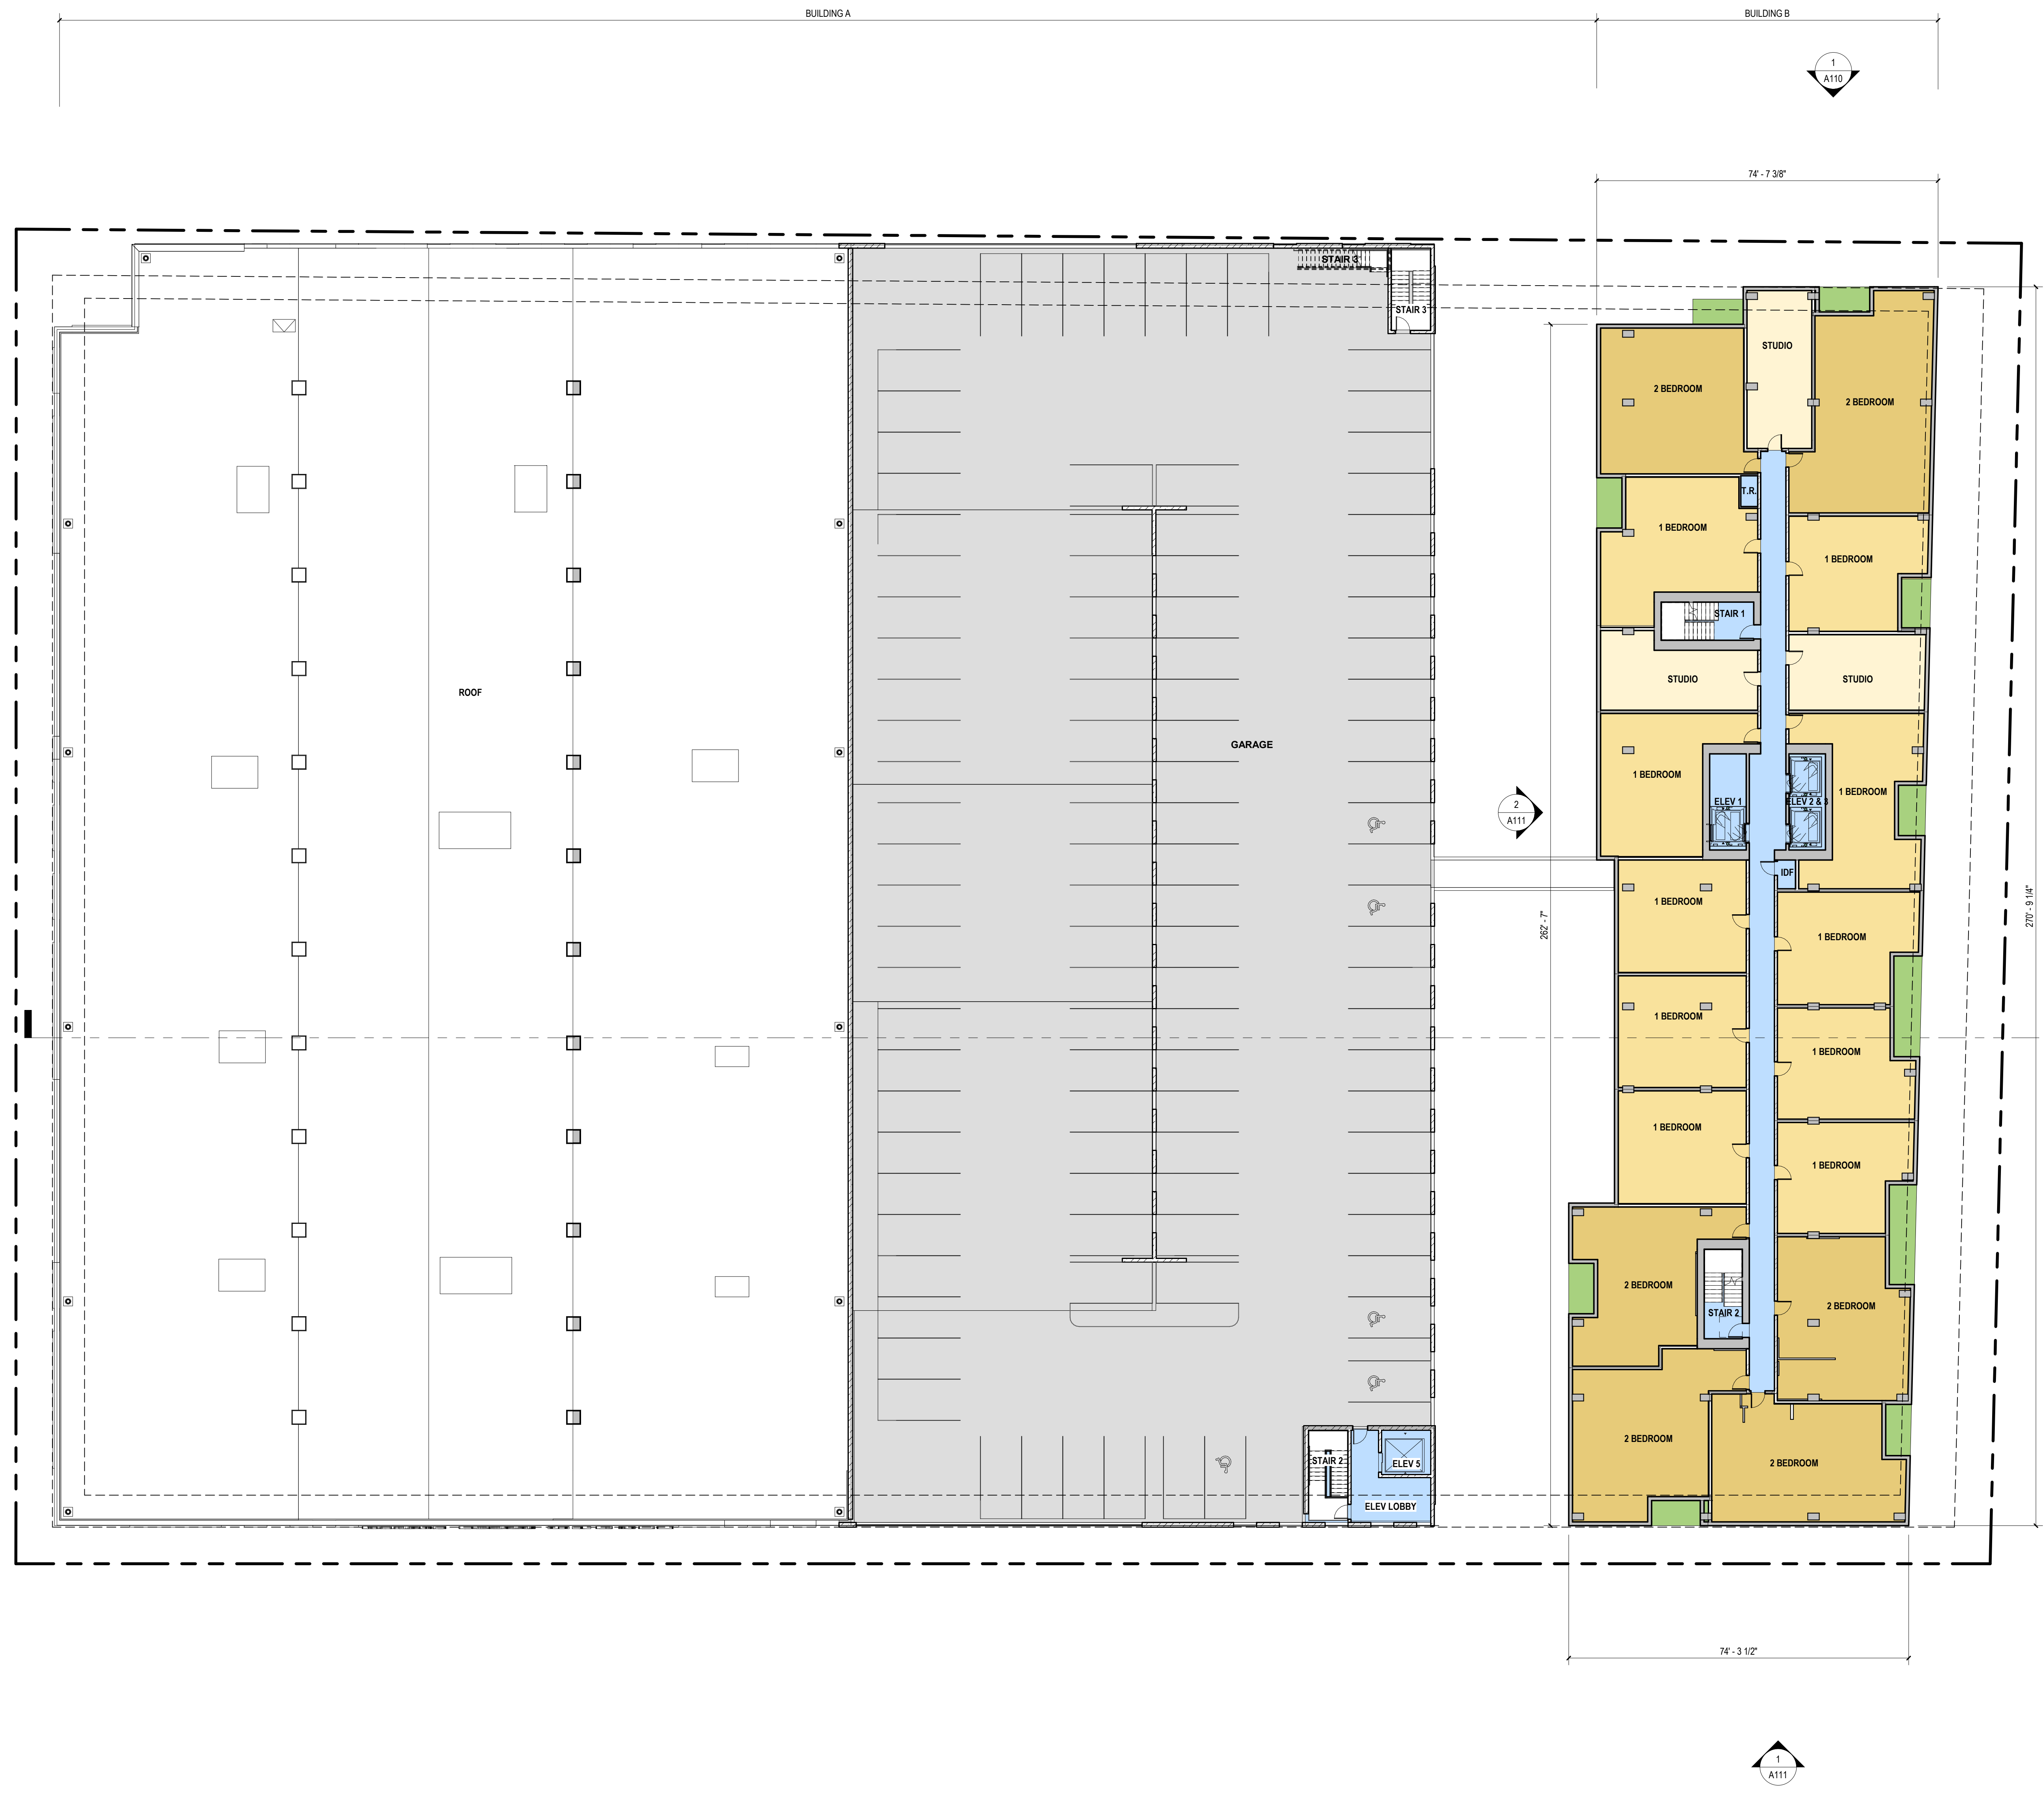 BUILDING A
BUILDING B
1
A110
74' - 7 3/8"
STAIR 3
STAIR 3
STUDIO
2 BEDROOM
2 BEDROOM
T.R.
1 BEDROOM
1 BEDROOM
STAIR 1
STUDIO
STUDIO
ROOF
GARAGE
1 BEDROOM
1 BEDROOM
ELEV 1
ELEV 2 & 3
2
A111
IDF
1 BEDROOM
262' - 7"
270' - 9 1/4"
1 BEDROOM
1 BEDROOM
1 BEDROOM
1 BEDROOM
1 BEDROOM
2 BEDROOM
2 BEDROOM
STAIR 2
2 BEDROOM
2 BEDROOM
STAIR 2
ELEV 5
ELEV LOBBY
74' - 3 1/2"
1
A111